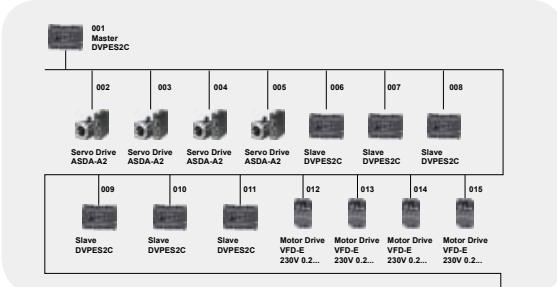 001
Master
DVPES2C
002
003
004
005
006
007
008
Servo Drive
ASDA-A2
Servo Drive
ASDA-A2
Servo Drive
ASDA-A2
Servo Drive
ASDA-A2
Slave
DVPES2C
Slave
DVPES2C
Slave
DVPES2C
009
010
011
012
013
014
015
Slave
DVPES2C
Slave
DVPES2C
Slave
DVPES2C
Motor Drive
VFD-E
230V 0.2...
Motor Drive
VFD-E
230V 0.2...
Motor Drive
VFD-E
230V 0.2...
Motor Drive
VFD-E
230V 0.2...